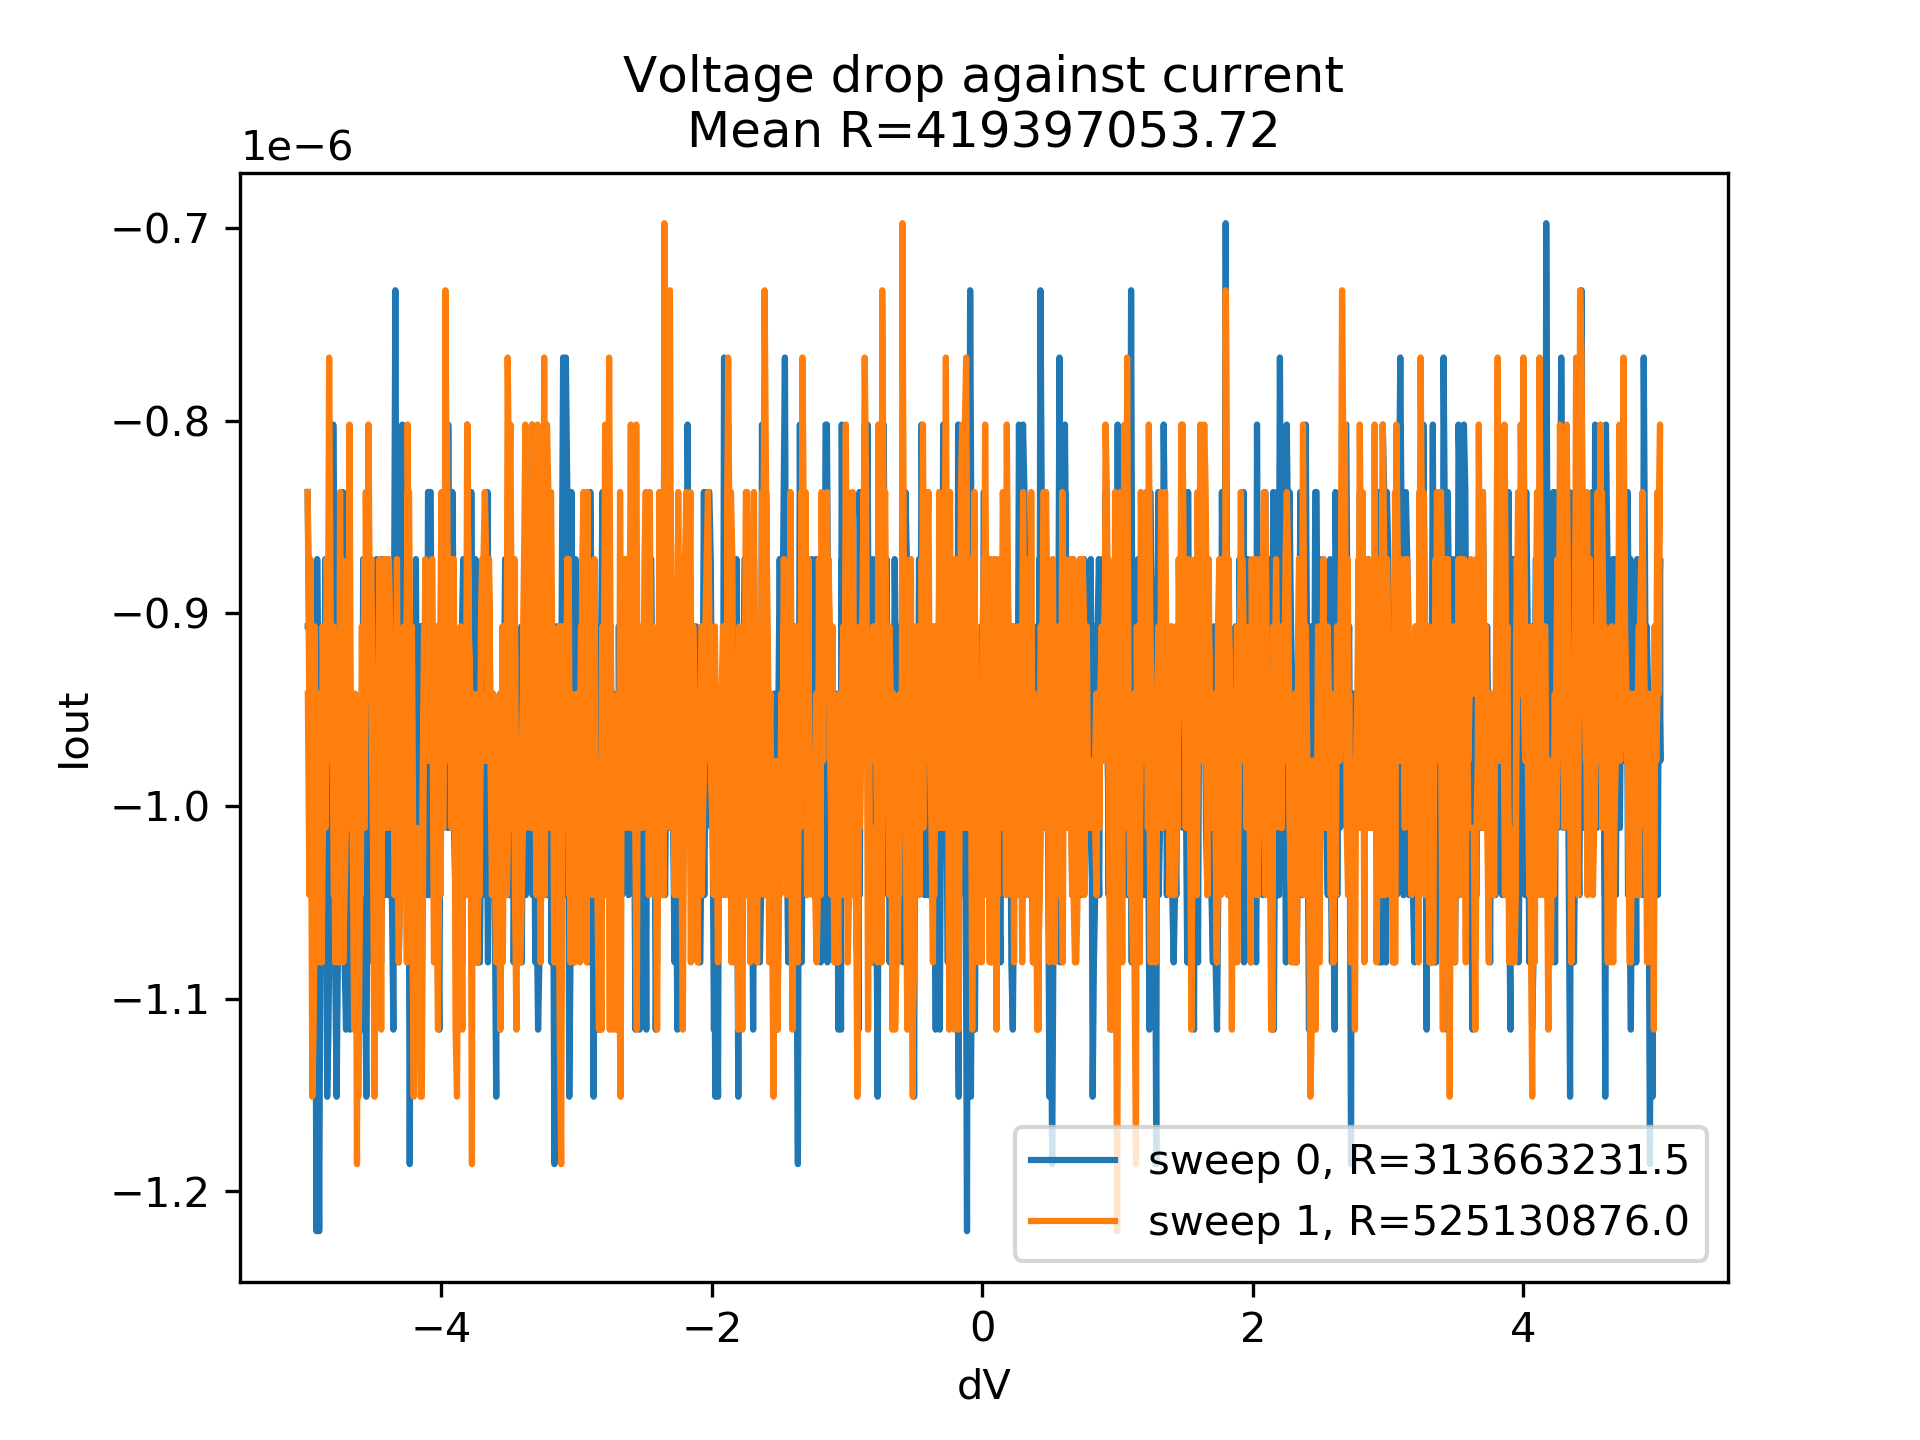 Voltage drop against current
Mean R=419397053.72
1e−6
−0.7
−0.8
−0.9
−1.0
−1.1
−1.2
Iout
sweep 0, R=313663231.5
sweep 1, R=525130876.0
−4
−2
0
2
4
dV